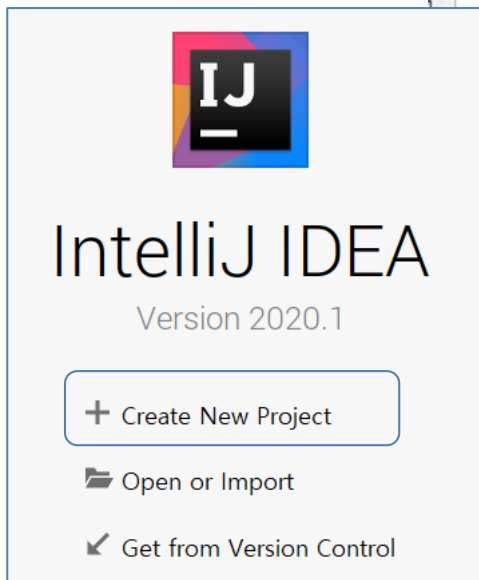 IJ
IntelliJ IDEA
Version 2020.1
Create New Project
Open or Import
Get from Version Control